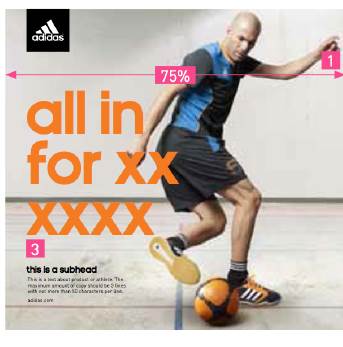 adidas
1
75%
all in
for xx
xxxx
3
this is a subhead
This is a text about product or athlete. The
maximum amount of copy should be 3 lines
with not more than 50 characters per line.
adidas.com